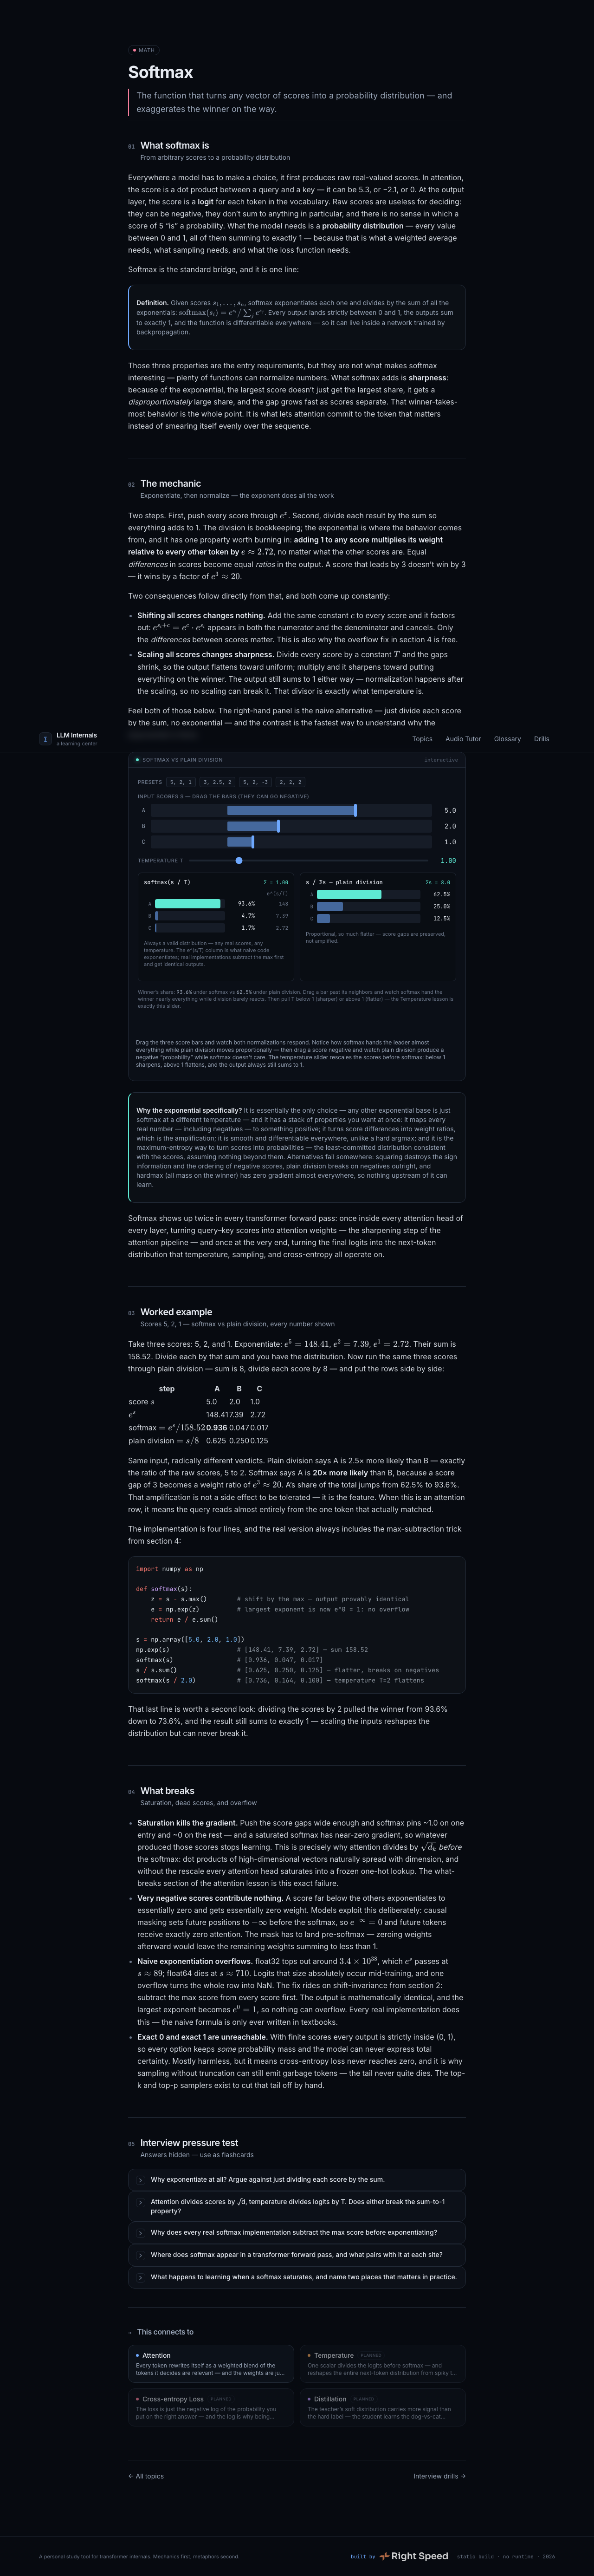 MATH
Softmax
The function that turns any vector of scores into a probability distribution — and
exaggerates the winner on the way.
01 What softmax is
From arbitrary scores to a probability distribution
Everywhere a model has to make a choice, it first produces raw real-valued scores. In attention,
the score is a dot product between a query and a key — it can be 5.3, or −2.1, or 0. At the output
layer, the score is a logit for each token in the vocabulary. Raw scores are useless for deciding:
they can be negative, they don't sum to anything in particular, and there is no sense in which a
score of 5 "is" a probability. What the model needs is a probability distribution — every value
between 0 and 1, all of them summing to exactly 1 — because that is what a weighted average
needs, what sampling needs, and what the loss function needs.
Softmax is the standard bridge, and it is one line:
Definition. Given scores s₁, . . . , sₙ, softmax exponentiates each one and divides by the sum of all the
exponentials: softmax(sᵢ) = e^{sᵢ} / ∑ⱼ e^{sⱼ}. Every output lands strictly between 0 and 1, the outputs sum
to exactly 1, and the function is differentiable everywhere — so it can live inside a network trained by
backpropagation.
Those three properties are the entry requirements, but they are not what makes softmax
interesting — plenty of functions can normalize numbers. What softmax adds is sharpness:
because of the exponential, the largest score doesn't just get the largest share, it gets a
disproportionately large share, and the gap grows fast as scores separate. That winner-takes-
most behavior is the whole point. It is what lets attention commit to the token that matters
instead of smearing itself evenly over the sequence.
02 The mechanic
Exponentiate, then normalize — the exponent does all the work
Two steps. First, push every score through eˣ. Second, divide each result by the sum so
everything adds to 1. The division is bookkeeping; the exponential is where the behavior comes
from, and it has one property worth burning in: adding 1 to any score multiplies its weight
relative to every other token by e ≈ 2.72, no matter what the other scores are. Equal
differences in scores become equal ratios in the output. A score that leads by 3 doesn't win by 3
— it wins by a factor of e³ ≈ 20.
Two consequences follow directly from that, and both come up constantly:
• Shifting all scores changes nothing. Add the same constant c to every score and it factors
out: e^{sᵢ+c} = e^c · e^{sᵢ} appears in both the numerator and the denominator and cancels. Only
the differences between scores matter. This is also why the overflow fix in section 4 is free.
• Scaling all scores changes sharpness. Divide every score by a constant T and the gaps
shrink, so the output flattens toward uniform; multiply and it sharpens toward putting
everything on the winner. The output still sums to 1 either way — normalization happens after
the scaling, so no scaling can break it. That divisor is exactly what temperature is.
Feel both of those below. The right-hand panel is the naive alternative — just divide each score
by the sum, no exponential — and the contrast is the fastest way to understand why the
LLM Internals
a learning center
Topics Audio Tutor Glossary Drills
SOFTMAX VS PLAIN DIVISION interactive
PRESETS 5, 2, 1 3, 2.5, 2 5, 2, -3 2, 2, 2
INPUT SCORES S — DRAG THE BARS (THEY CAN GO NEGATIVE)
A 5.0
B 2.0
C 1.0
TEMPERATURE T 1.00
softmax(s / T) Σ = 1.00
e^(s/T)
A 93.6% 148
B 4.7% 7.39
C 1.7% 2.72
Always a valid distribution — any real scores, any
temperature. The e^(s/T) column is what naive code
exponentiates; real implementations subtract the max first
and get identical outputs.
s / Σs — plain division Σs = 8.0
A 62.5%
B 25.0%
C 12.5%
Proportional, so much flatter — score gaps are preserved,
not amplified.
Winner's share: 93.6% under softmax vs 62.5% under plain division. Drag a bar past its neighbors and watch softmax hand the
winner nearly everything while division barely reacts. Then pull T below 1 (sharper) or above 1 (flatter) — the Temperature lesson is
exactly this slider.
Drag the three score bars and watch both normalizations respond. Notice how softmax hands the leader almost
everything while plain division moves proportionally — then drag a score negative and watch plain division produce a
negative "probability" while softmax doesn't care. The temperature slider rescales the scores before softmax: below 1
sharpens, above 1 flattens, and the output always still sums to 1.
Why the exponential specifically? It is essentially the only choice — any other exponential base is just
softmax at a different temperature — and it has a stack of properties you want at once: it maps every
real number — including negatives — to something positive; it turns score differences into weight ratios,
which is the amplification; it is smooth and differentiable everywhere, unlike a hard argmax; and it is the
maximum-entropy way to turn scores into probabilities — the least-committed distribution consistent
with the scores, assuming nothing beyond them. Alternatives fail somewhere: squaring destroys the sign
information and the ordering of negative scores, plain division breaks on negatives outright, and
hardmax (all mass on the winner) has zero gradient almost everywhere, so nothing upstream of it can
learn.
Softmax shows up twice in every transformer forward pass: once inside every attention head of
every layer, turning query–key scores into attention weights — the sharpening step of the
attention pipeline — and once at the very end, turning the final logits into the next-token
distribution that temperature, sampling, and cross-entropy all operate on.
03 Worked example
Scores 5, 2, 1 — softmax vs plain division, every number shown
Take three scores: 5, 2, and 1. Exponentiate: e⁵ = 148.41, e² = 7.39, e¹ = 2.72. Their sum is
158.52. Divide each by that sum and you have the distribution. Now run the same three scores
through plain division — sum is 8, divide each score by 8 — and put the rows side by side:
step A B C
score s 5.0 2.0 1.0
eˢ 148.41 7.39 2.72
softmax = eˢ/158.52 0.936 0.047 0.017
plain division = s/8 0.625 0.250 0.125
Same input, radically different verdicts. Plain division says A is 2.5× more likely than B — exactly
the ratio of the raw scores, 5 to 2. Softmax says A is 20× more likely than B, because a score
gap of 3 becomes a weight ratio of e³ ≈ 20. A's share of the total jumps from 62.5% to 93.6%.
That amplification is not a side effect to be tolerated — it is the feature. When this is an attention
row, it means the query reads almost entirely from the one token that actually matched.
The implementation is four lines, and the real version always includes the max-subtraction trick
from section 4:
import numpy as np
def softmax(s):
z = s - s.max() # shift by the max — output provably identical
e = np.exp(z) # largest exponent is now e^0 = 1: no overflow
return e / e.sum()
s = np.array([5.0, 2.0, 1.0])
np.exp(s) # [148.41, 7.39, 2.72] — sum 158.52
softmax(s) # [0.936, 0.047, 0.017]
s / s.sum() # [0.625, 0.250, 0.125] — flatter, breaks on negatives
softmax(s / 2.0) # [0.736, 0.164, 0.100] — temperature T=2 flattens
That last line is worth a second look: dividing the scores by 2 pulled the winner from 93.6%
down to 73.6%, and the result still sums to exactly 1 — scaling the inputs reshapes the
distribution but can never break it.
04 What breaks
Saturation, dead scores, and overflow
• Saturation kills the gradient. Push the score gaps wide enough and softmax pins ~1.0 on one
entry and ~0 on the rest — and a saturated softmax has near-zero gradient, so whatever
produced those scores stops learning. This is precisely why attention divides by √dₖ before
the softmax: dot products of high-dimensional vectors naturally spread with dimension, and
without the rescale every attention head saturates into a frozen one-hot lookup. The what-
breaks section of the attention lesson is this exact failure.
• Very negative scores contribute nothing. A score far below the others exponentiates to
essentially zero and gets essentially zero weight. Models exploit this deliberately: causal
masking sets future positions to −∞ before the softmax, so e^{−∞} = 0 and future tokens
receive exactly zero attention. The mask has to land pre-softmax — zeroing weights
afterward would leave the remaining weights summing to less than 1.
• Naive exponentiation overflows. float32 tops out around 3.4 × 10³⁸, which eˢ passes at
s ≈ 89; float64 dies at s ≈ 710. Logits that size absolutely occur mid-training, and one
overflow turns the whole row into NaN. The fix rides on shift-invariance from section 2:
subtract the max score from every score first. The output is mathematically identical, and the
largest exponent becomes e⁰ = 1, so nothing can overflow. Every real implementation does
this — the naive formula is only ever written in textbooks.
• Exact 0 and exact 1 are unreachable. With finite scores every output is strictly inside (0, 1),
so every option keeps some probability mass and the model can never express total
certainty. Mostly harmless, but it means cross-entropy loss never reaches zero, and it is why
sampling without truncation can still emit garbage tokens — the tail never quite dies. The top-
k and top-p samplers exist to cut that tail off by hand.
05 Interview pressure test
Answers hidden — use as flashcards
Why exponentiate at all? Argue against just dividing each score by the sum.
Attention divides scores by √d, temperature divides logits by T. Does either break the sum-to-1
property?
Why does every real softmax implementation subtract the max score before exponentiating?
Where does softmax appear in a transformer forward pass, and what pairs with it at each site?
What happens to learning when a softmax saturates, and name two places that matters in practice.
This connects to
Attention
Every token rewrites itself as a weighted blend of the
tokens it decides are relevant — and the weights are ju…
Temperature PLANNED
One scalar divides the logits before softmax — and
reshapes the entire next-token distribution from spiky t…
Cross-entropy Loss PLANNED
The loss is just the negative log of the probability you
put on the right answer — and the log is why being…
Distillation PLANNED
The teacher's soft distribution carries more signal than
the hard label — the student learns the dog-vs-cat…
← All topics Interview drills →
A personal study tool for transformer internals. Mechanics first, metaphors second. built by Right Speed static build · no runtime · 2026